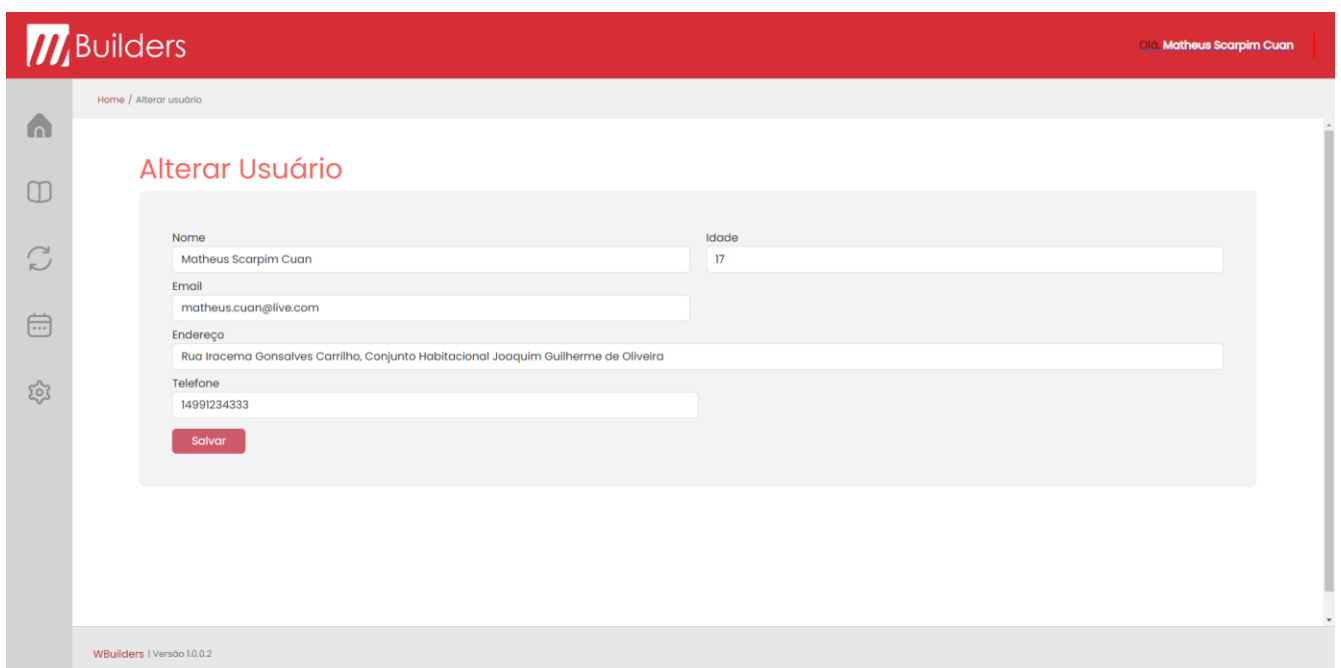 Builders
Olá, Matheus Scarpim Cuan
Home / Alterar usuário
Alterar Usuário
Nome
Idade
Matheus Scarpim Cuan
17
Email
matheus.cuan@live.com
Endereço
Rua Iracema Gonsalves Carrilho, Conjunto Habitacional Joaquim Guilherme de Oliveira
Telefone
14991234333
Salvar
WBuilders | Versão 1.0.0.2